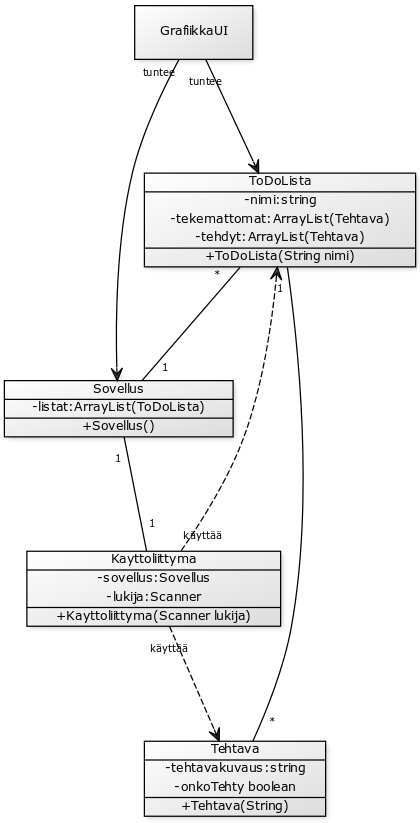 GrafiikkaUI
tuntee
tuntee
ToDoLista
-nimi:string
-tekemattomat:ArrayList(Tehtava)
-tehdyt:ArrayList(Tehtava)
+ToDoLista(String nimi)
*
1
1
Sovellus
-listat:ArrayList(ToDoLista)
+Sovellus()
1
1
käyttää
Kayttoliittyma
-sovellus:Sovellus
-lukija:Scanner
+Kayttoliittyma(Scanner lukija)
käyttää
*
Tehtava
-tehtavakuvaus:string
-onkoTehty boolean
+Tehtava(String)